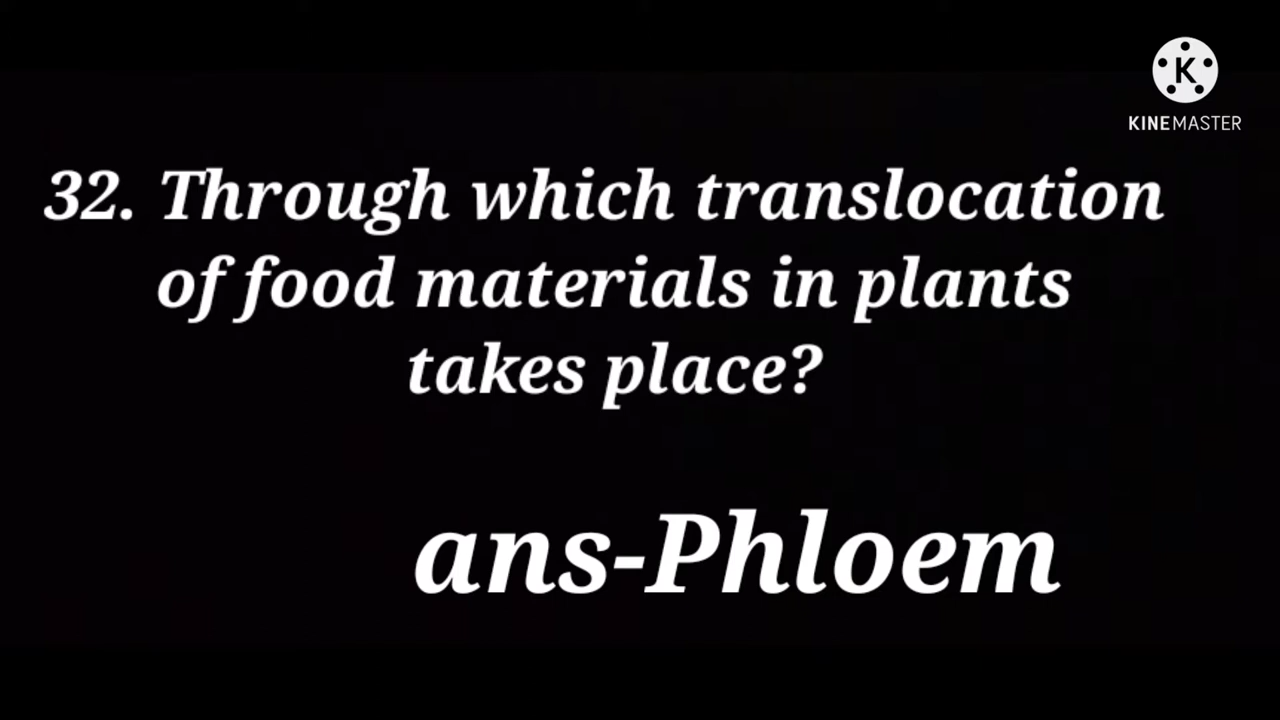 K
KINEMASTER
32. Through which translocation
of food materials in plants
takes place?
ans-Phloem